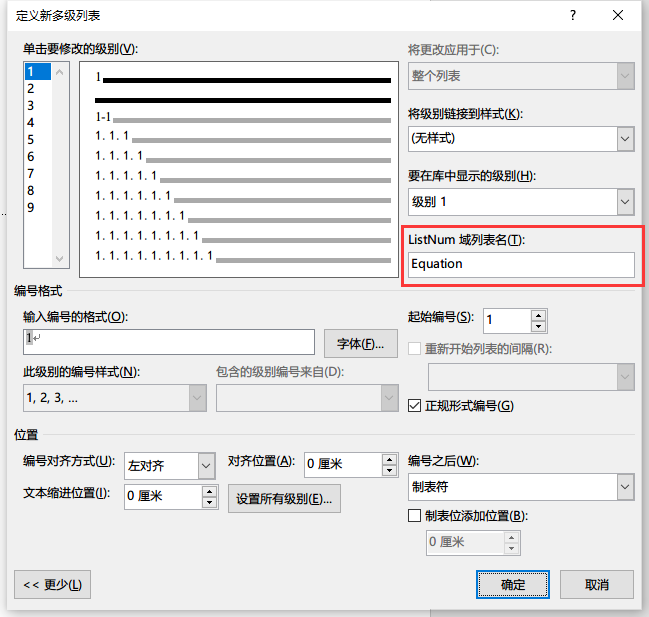 定义新多级列表 ?
单击要修改的级别(V):
1
2
3
4
5
6
7
8
9
1
1-1
1. 1. 1
1. 1. 1. 1
1. 1. 1. 1. 1
1. 1. 1. 1. 1. 1
1. 1. 1. 1. 1. 1. 1
1. 1. 1. 1. 1. 1. 1. 1
1. 1. 1. 1. 1. 1. 1. 1. 1
将更改应用于(C):
整个列表
将级别链接到样式(K):
(无样式)
要在库中显示的级别(H):
级别 1
ListNum 域列表名(T):
Equation
编号格式
输入编号的格式(O):
1
字体(F)...
起始编号(S): 1
重新开始列表的间隔(R):
此级别的编号样式(N):
1, 2, 3, ...
包含的级别编号来自(D):
正规形式编号(G)
位置
编号对齐方式(U): 左对齐
对齐位置(A): 0 厘米
文本缩进位置(I): 0 厘米
设置所有级别(E)...
编号之后(W):
制表符
制表位添加位置(B):
0 厘米
<< 更少(L)
确定
取消